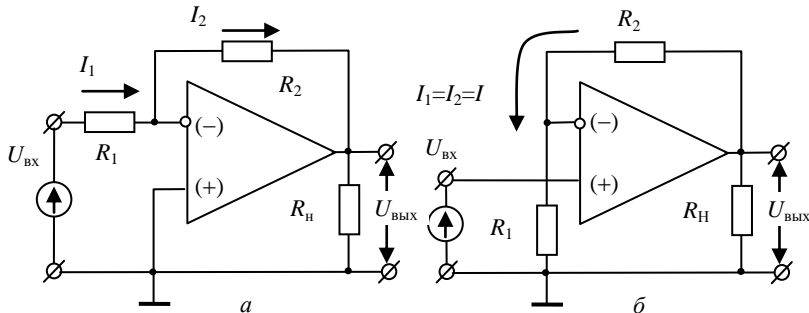 I₂
R₂
I₁
R₁
(−)
(+)
Uвх
Rн
Uвых
а
R₂
I₁=I₂=I
(−)
Uвх
(+)
R₁
RН
Uвых
б